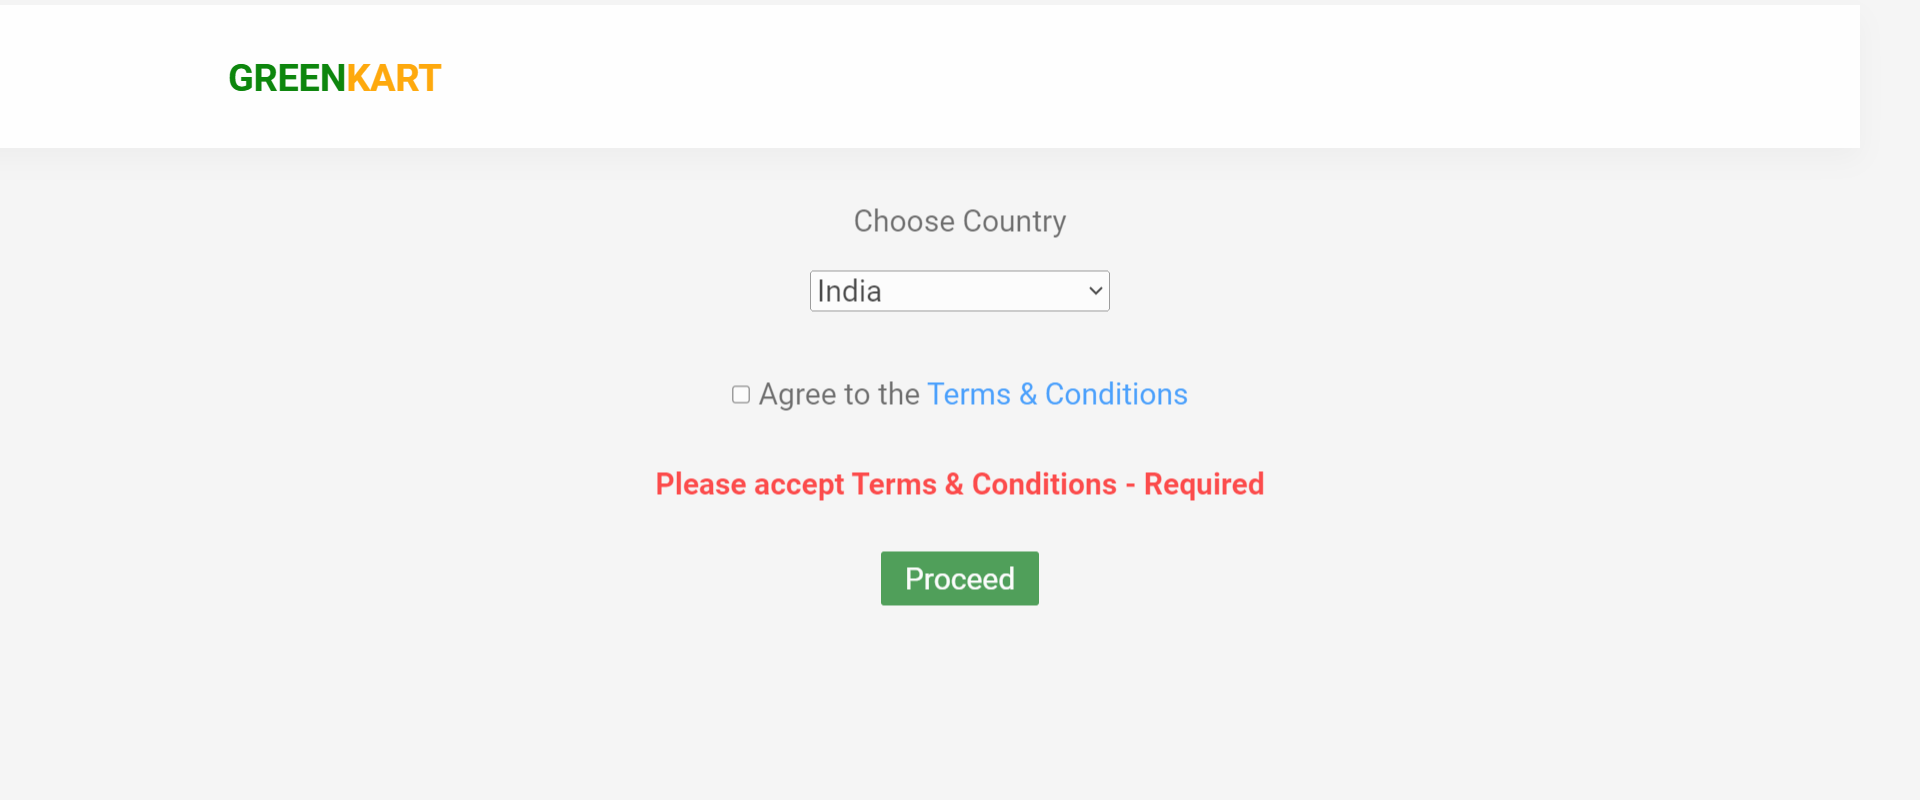 GREENKART
Choose Country
India
Agree to the Terms & Conditions
Please accept Terms & Conditions - Required
Proceed